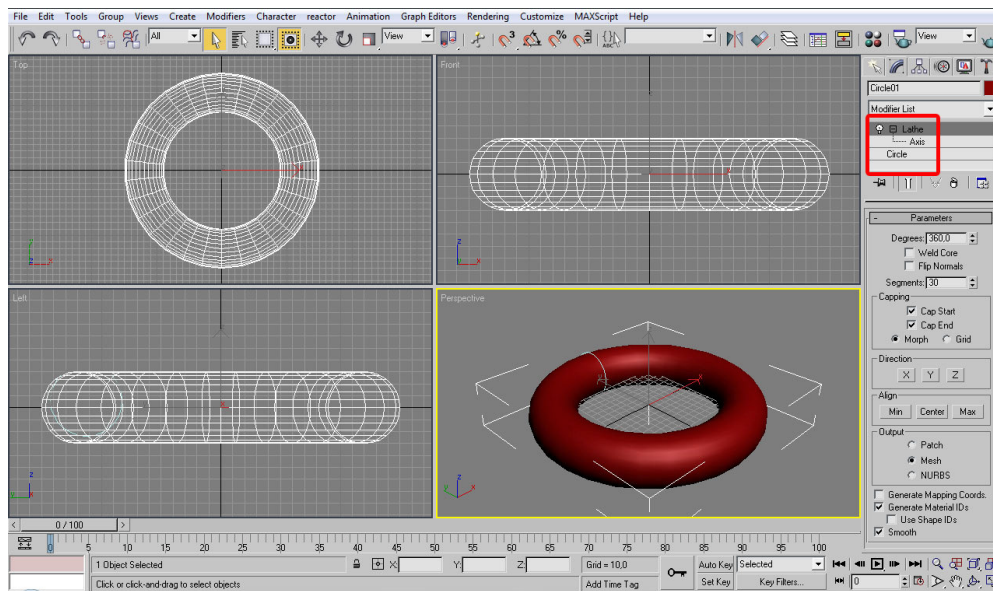 File Edit Tools Group Views Create Modifiers Character reactor Animation Graph Editors Rendering Customize MAXScript Help
All View View
Top
Front
Left
Perspective
y
z x
z
y x
z
y x
z
y x
Circle01
Modifier List
Lathe
Axis
Circle
- Parameters
Degrees: 360,0
Weld Core
Flip Normals
Segments: 30
Capping
Cap Start
Cap End
Morph Grid
Direction
X Y Z
Align
Min Center Max
Output
Patch
Mesh
NURBS
Generate Mapping Coords.
Generate Material IDs
Use Shape IDs
Smooth
< 0 / 100 >
0 5 10 15 20 25 30 35 40 45 50 55 60 65 70 75 80 85 90 95 100
1 Object Selected X: Y: Z: Grid = 10,0 Auto Key Selected
Click or click-and-drag to select objects Add Time Tag Set Key Key Filters... 0